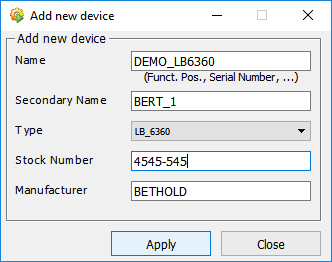 Add new device
Add new device
Name DEMO_LB6360
(Funct. Pos., Serial Number, ...)
Secondary Name BERT_1
Type LB_6360
Stock Number 4545-545
Manufacturer BETHOLD
Apply Close